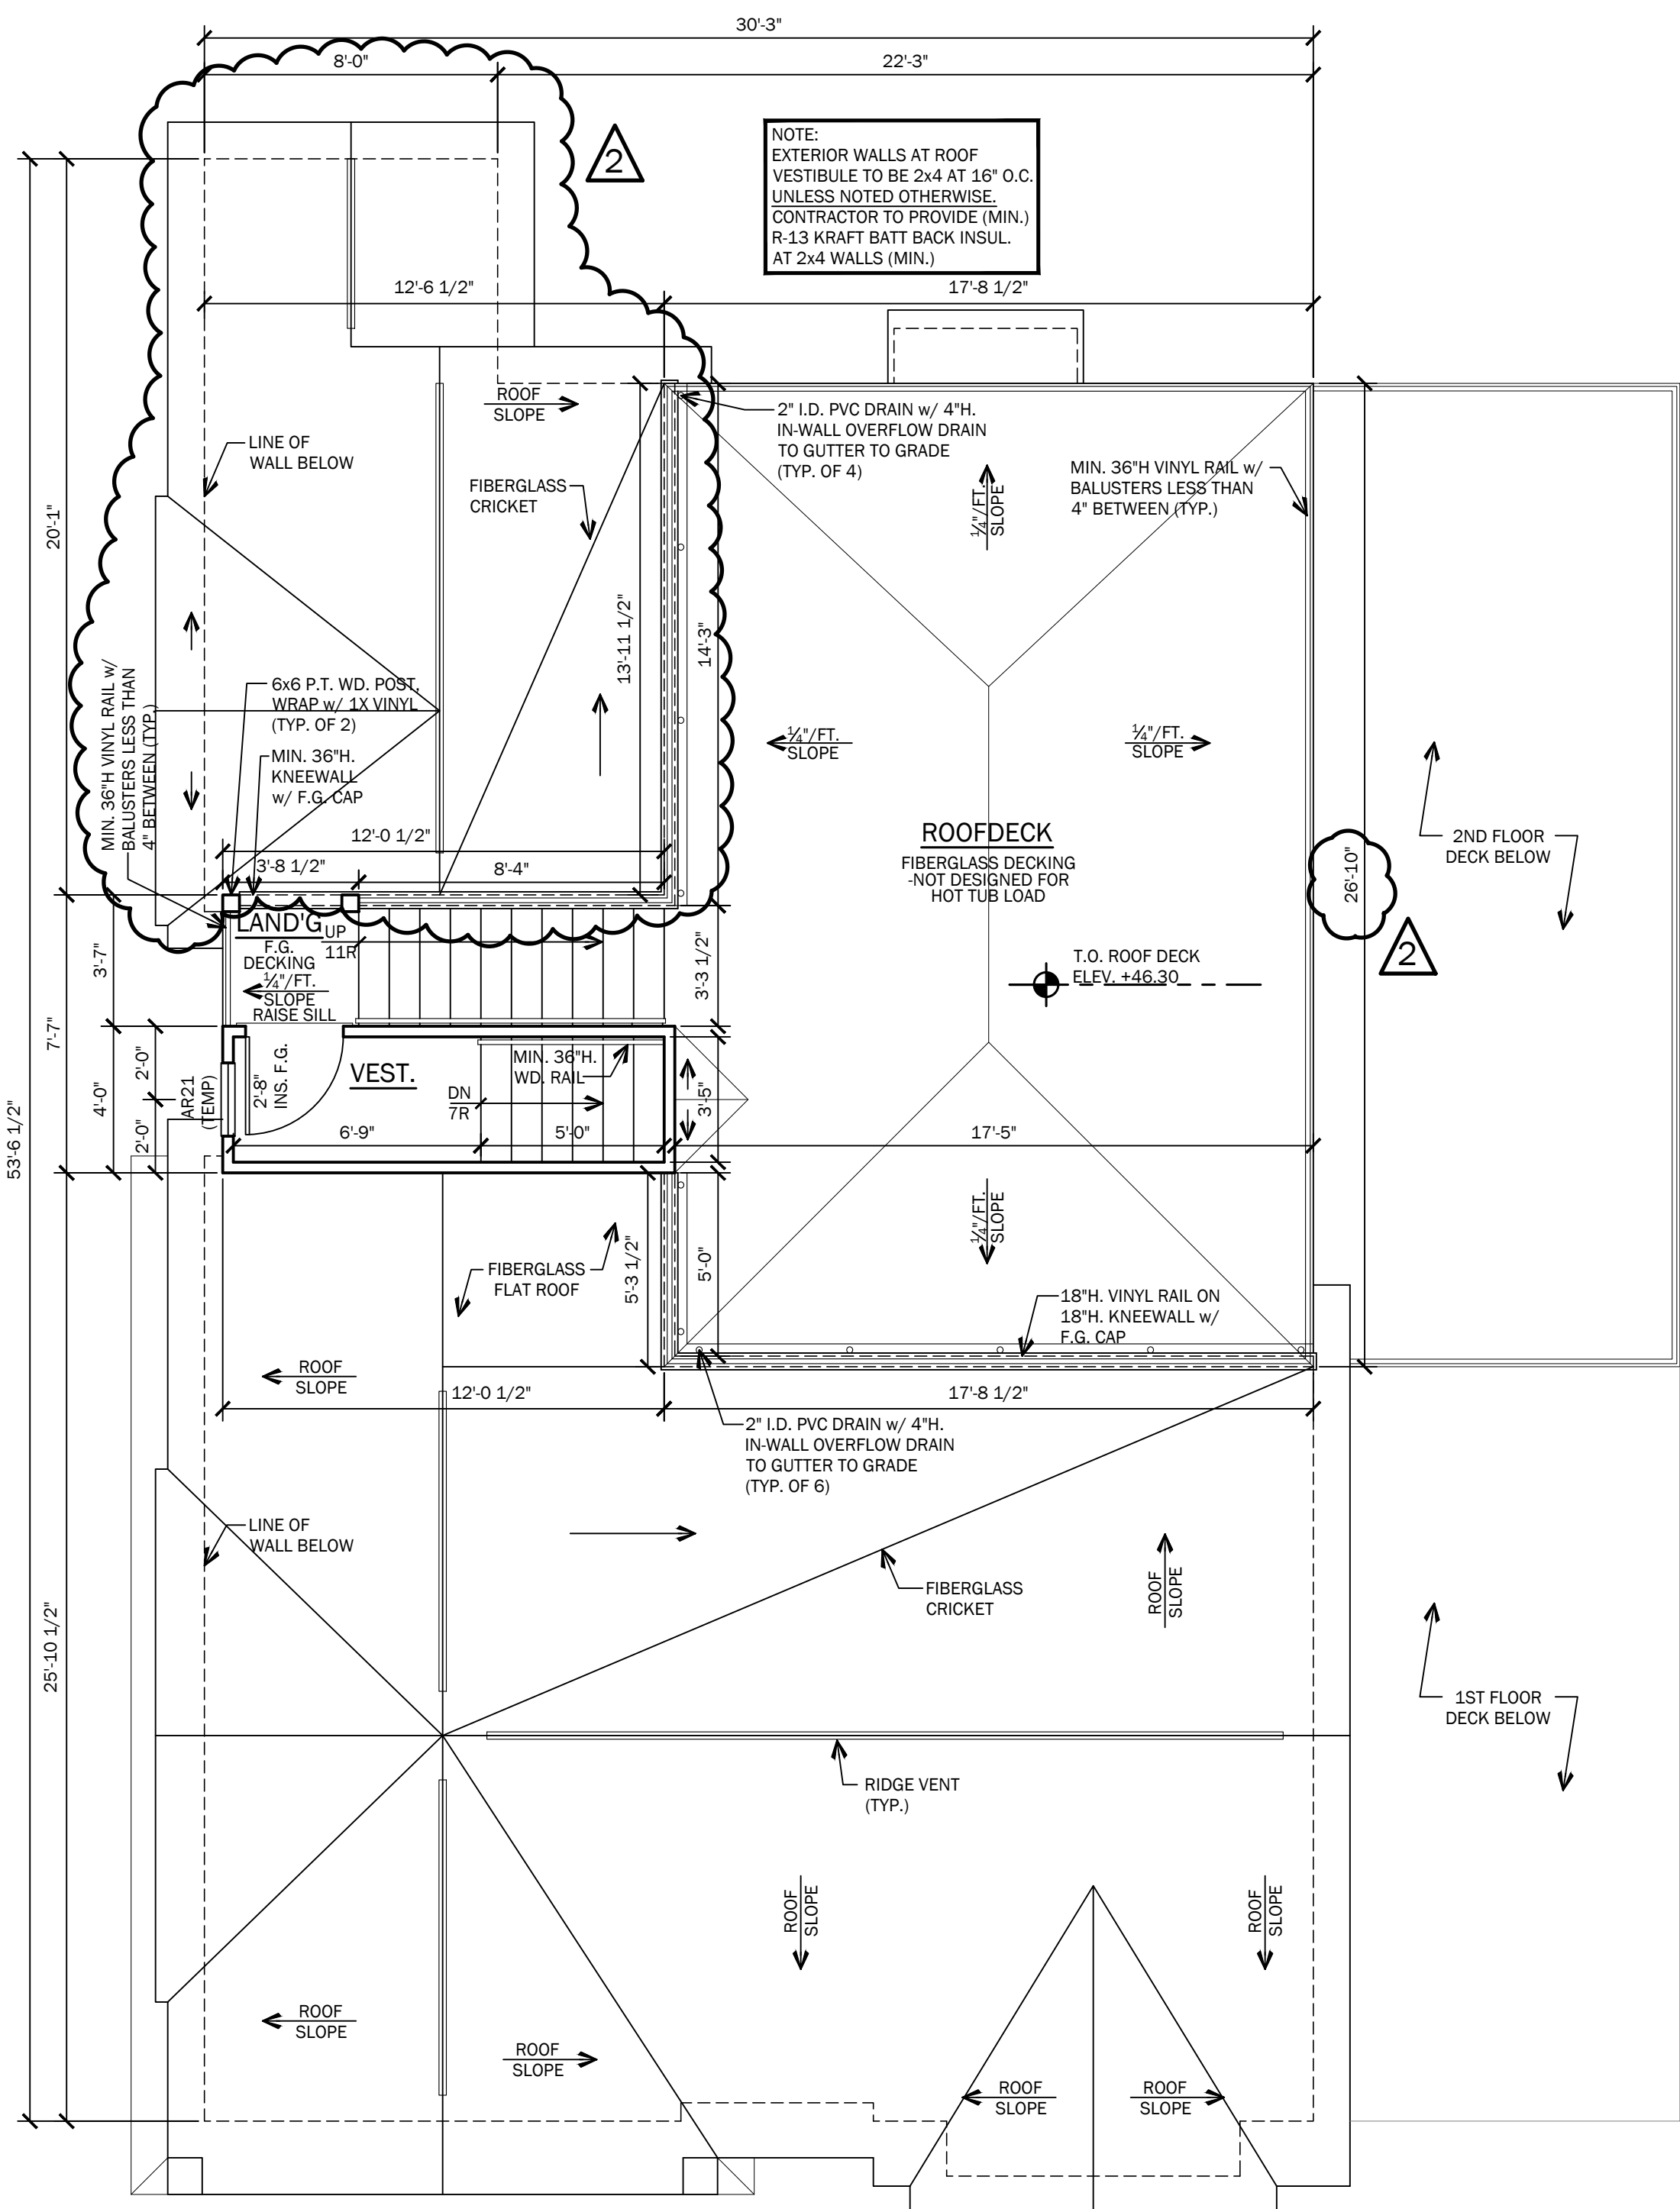 30'-3"
8'-0"
22'-3"
2
NOTE:
EXTERIOR WALLS AT ROOF
VESTIBULE TO BE 2x4 AT 16" O.C.
UNLESS NOTED OTHERWISE.
CONTRACTOR TO PROVIDE (MIN.)
R-13 KRAFT BATT BACK INSUL.
AT 2x4 WALLS (MIN.)
12'-6 1/2"
17'-8 1/2"
ROOF
SLOPE
2" I.D. PVC DRAIN w/ 4"H.
IN-WALL OVERFLOW DRAIN
TO GUTTER TO GRADE
(TYP. OF 4)
LINE OF
WALL BELOW
MIN. 36"H VINYL RAIL w/
BALUSTERS LESS THAN
4" BETWEEN (TYP.)
FIBERGLASS
CRICKET
1/4"/FT.
SLOPE
20'-1"
13'-11 1/2"
14'-3"
MIN. 36"H VINYL RAIL w/
BALUSTERS LESS THAN
4" BETWEEN (TYP.)
6x6 P.T. WD. POST,
WRAP w/ 1X VINYL
(TYP. OF 2)
MIN. 36"H.
KNEEWALL
w/ F.G. CAP
1/4"/FT.
SLOPE
1/4"/FT.
SLOPE
12'-0 1/2"
3'-8 1/2"
8'-4"
ROOFDECK
FIBERGLASS DECKING
-NOT DESIGNED FOR
HOT TUB LOAD
26'-10"
2
2ND FLOOR
DECK BELOW
LAND'G
F.G.
DECKING
1/4"/FT.
SLOPE
RAISE SILL
UP
11R
3'-7"
3'-3 1/2"
T.O. ROOF DECK
ELEV. +46.30
7'-7"
4'-0"
2'-0"
2'-0"
AR21
(TEMP)
2'-8"
INS. F.G.
VEST.
MIN. 36"H.
WD. RAIL
DN
7R
3'-5"
6'-9"
5'-0"
17'-5"
53'-6 1/2"
FIBERGLASS
FLAT ROOF
5'-3 1/2"
5'-0"
1/4"/FT.
SLOPE
18"H. VINYL RAIL ON
18"H. KNEEWALL w/
F.G. CAP
ROOF
SLOPE
12'-0 1/2"
17'-8 1/2"
2" I.D. PVC DRAIN w/ 4"H.
IN-WALL OVERFLOW DRAIN
TO GUTTER TO GRADE
(TYP. OF 6)
LINE OF
WALL BELOW
FIBERGLASS
CRICKET
ROOF
SLOPE
25'-10 1/2"
1ST FLOOR
DECK BELOW
RIDGE VENT
(TYP.)
ROOF
SLOPE
ROOF
SLOPE
ROOF
SLOPE
ROOF
SLOPE
ROOF
SLOPE
ROOF
SLOPE